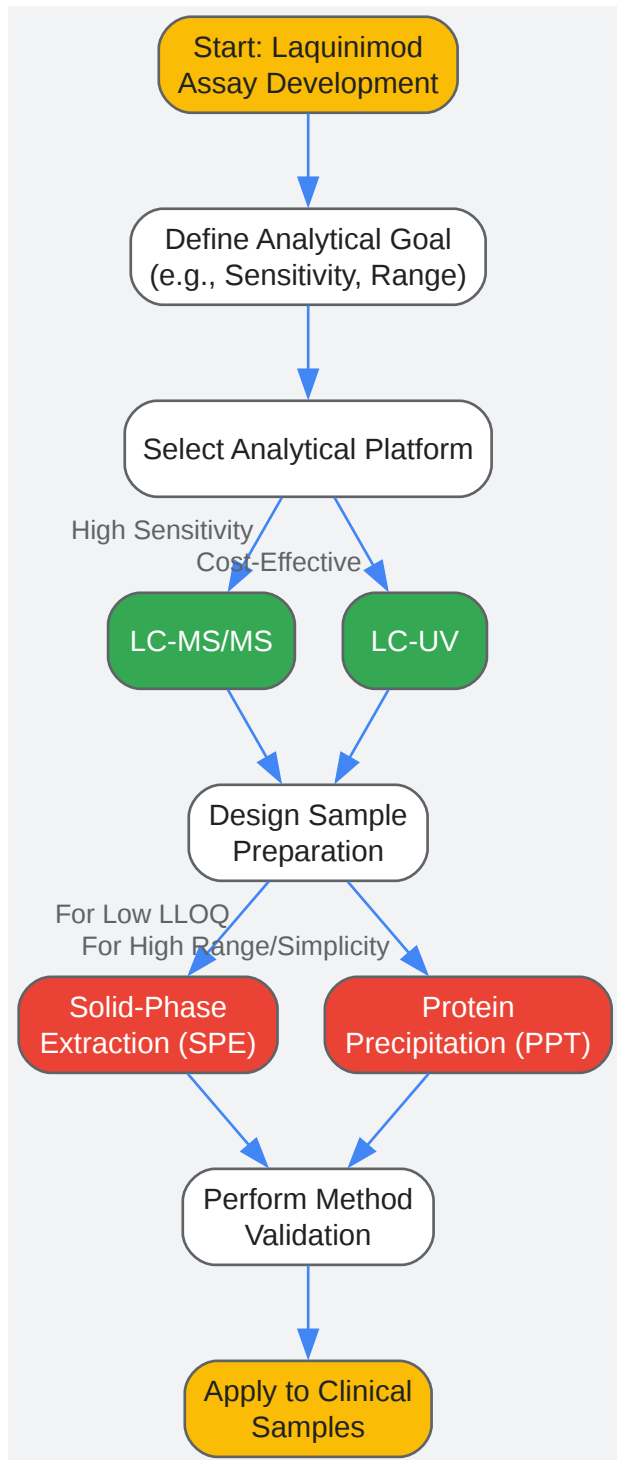 Start: Laquinimod
Assay Development
Define Analytical Goal
(e.g., Sensitivity, Range)
Select Analytical Platform
High Sensitivity
Cost-Effective
LC-MS/MS
LC-UV
Design Sample
Preparation
For Low LLOQ
For High Range/Simplicity
Solid-Phase
Extraction (SPE)
Protein
Precipitation (PPT)
Perform Method
Validation
Apply to Clinical
Samples